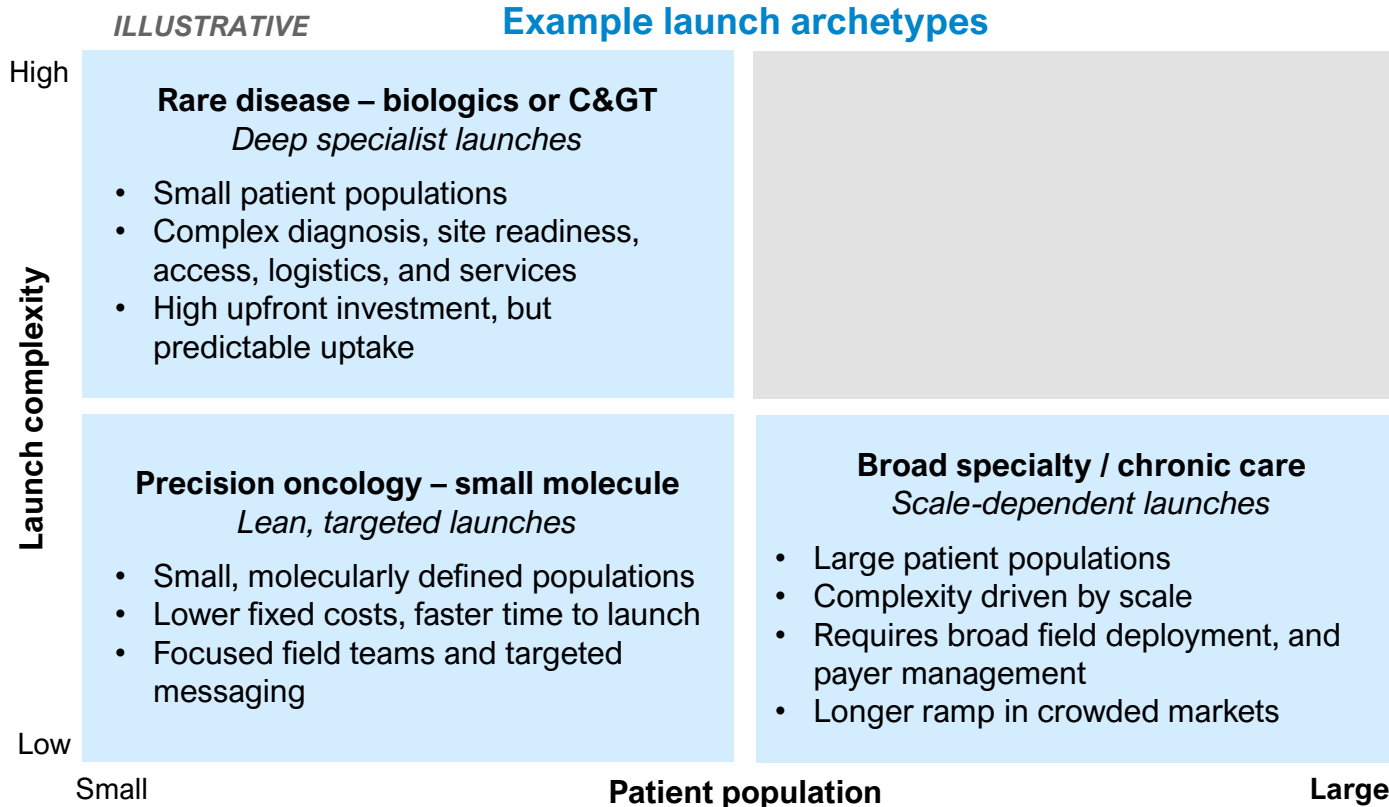 ILLUSTRATIVE
Example launch archetypes
High
Rare disease – biologics or C&GT
Deep specialist launches
• Small patient populations
• Complex diagnosis, site readiness,
access, logistics, and services
• High upfront investment, but
predictable uptake
Launch complexity
Precision oncology – small molecule
Lean, targeted launches
• Small, molecularly defined populations
• Lower fixed costs, faster time to launch
• Focused field teams and targeted
messaging
Broad specialty / chronic care
Scale-dependent launches
• Large patient populations
• Complexity driven by scale
• Requires broad field deployment, and
payer management
• Longer ramp in crowded markets
Low
Small
Patient population
Large